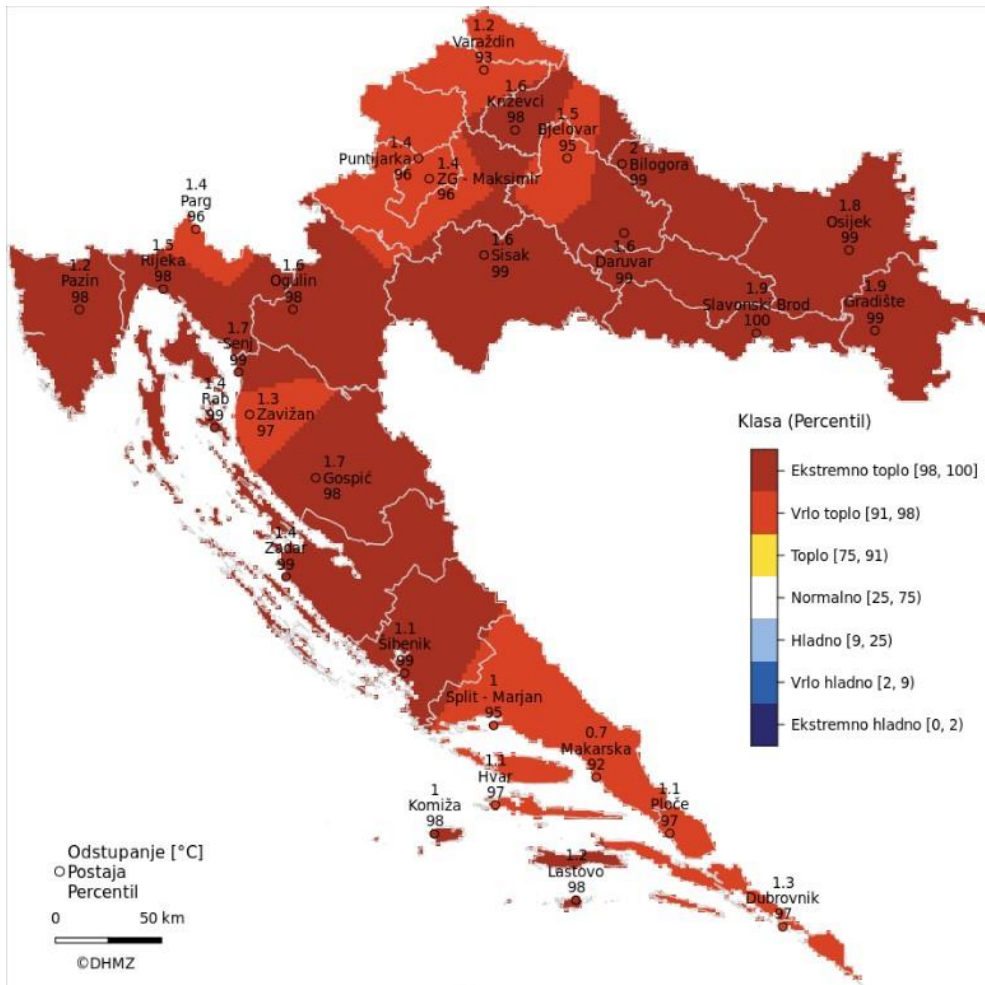 1.2
Varaždin
93
1.6
Križevci
98
1.5
Bjelovar
95
1.4
Puntijarka
96
1.4
ZG - Maksimir
96
2
Bilogora
99
1.4
Parg
96
1.8
Osijek
99
1.5
Rijeka
98
1.2
Pazin
98
1.6
Ogulin
98
1.6
Sisak
99
1.6
Daruvar
99
1.9
Slavonski Brod
100
1.9
Gradište
99
1.7
Senj
99
1.4
Rab
99
1.3
Zavižan
97
1.7
Gospić
98
1.4
Zadar
99
1.1
Šibenik
99
1
Split - Marjan
95
0.7
Makarska
92
1.1
Hvar
97
1
Komiža
98
1.1
Ploče
97
1.2
Lastovo
98
1.3
Dubrovnik
97
Klasa (Percentil)
Ekstremno toplo [98, 100]
Vrlo toplo [91, 98)
Toplo [75, 91)
Normalno [25, 75)
Hladno [9, 25)
Vrlo hladno [2, 9)
Ekstremno hladno [0, 2)
Odstupanje [°C]
Postaja
Percentil
0 50 km
©DHMZ